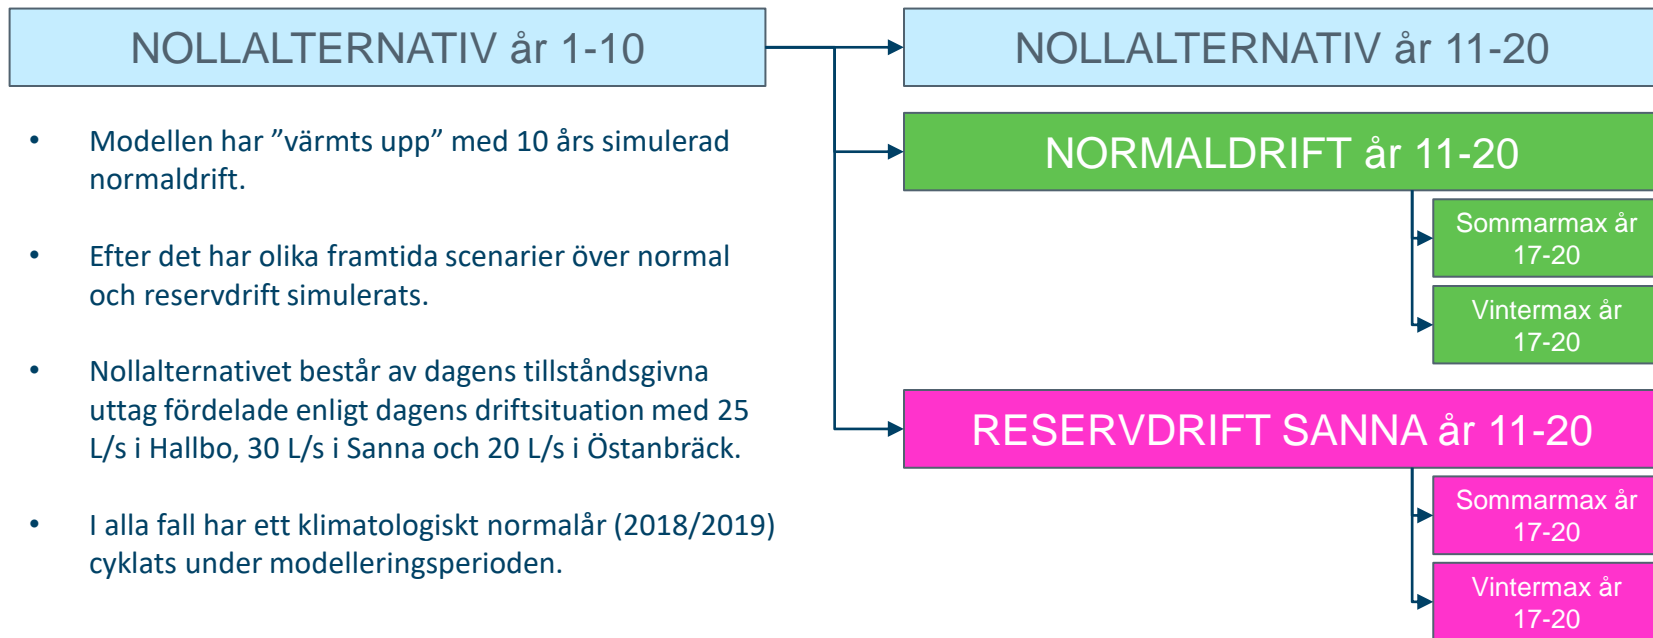 NOLLALTERNATIV år 1-10
• Modellen har ”värmts upp” med 10 års simulerad
normaldrift.
• Efter det har olika framtida scenarier över normal
och reservdrift simulerats.
• Nollalternativet består av dagens tillståndsgivna
uttag fördelade enligt dagens driftsituation med 25
L/s i Hallbo, 30 L/s i Sanna och 20 L/s i Östanbräck.
• I alla fall har ett klimatologiskt normalår (2018/2019)
cyklats under modelleringsperioden.
NOLLALTERNATIV år 11-20
NORMALDRIFT år 11-20
Sommarmax år
17-20
Vintermax år
17-20
RESERVDRIFT SANNA år 11-20
Sommarmax år
17-20
Vintermax år
17-20